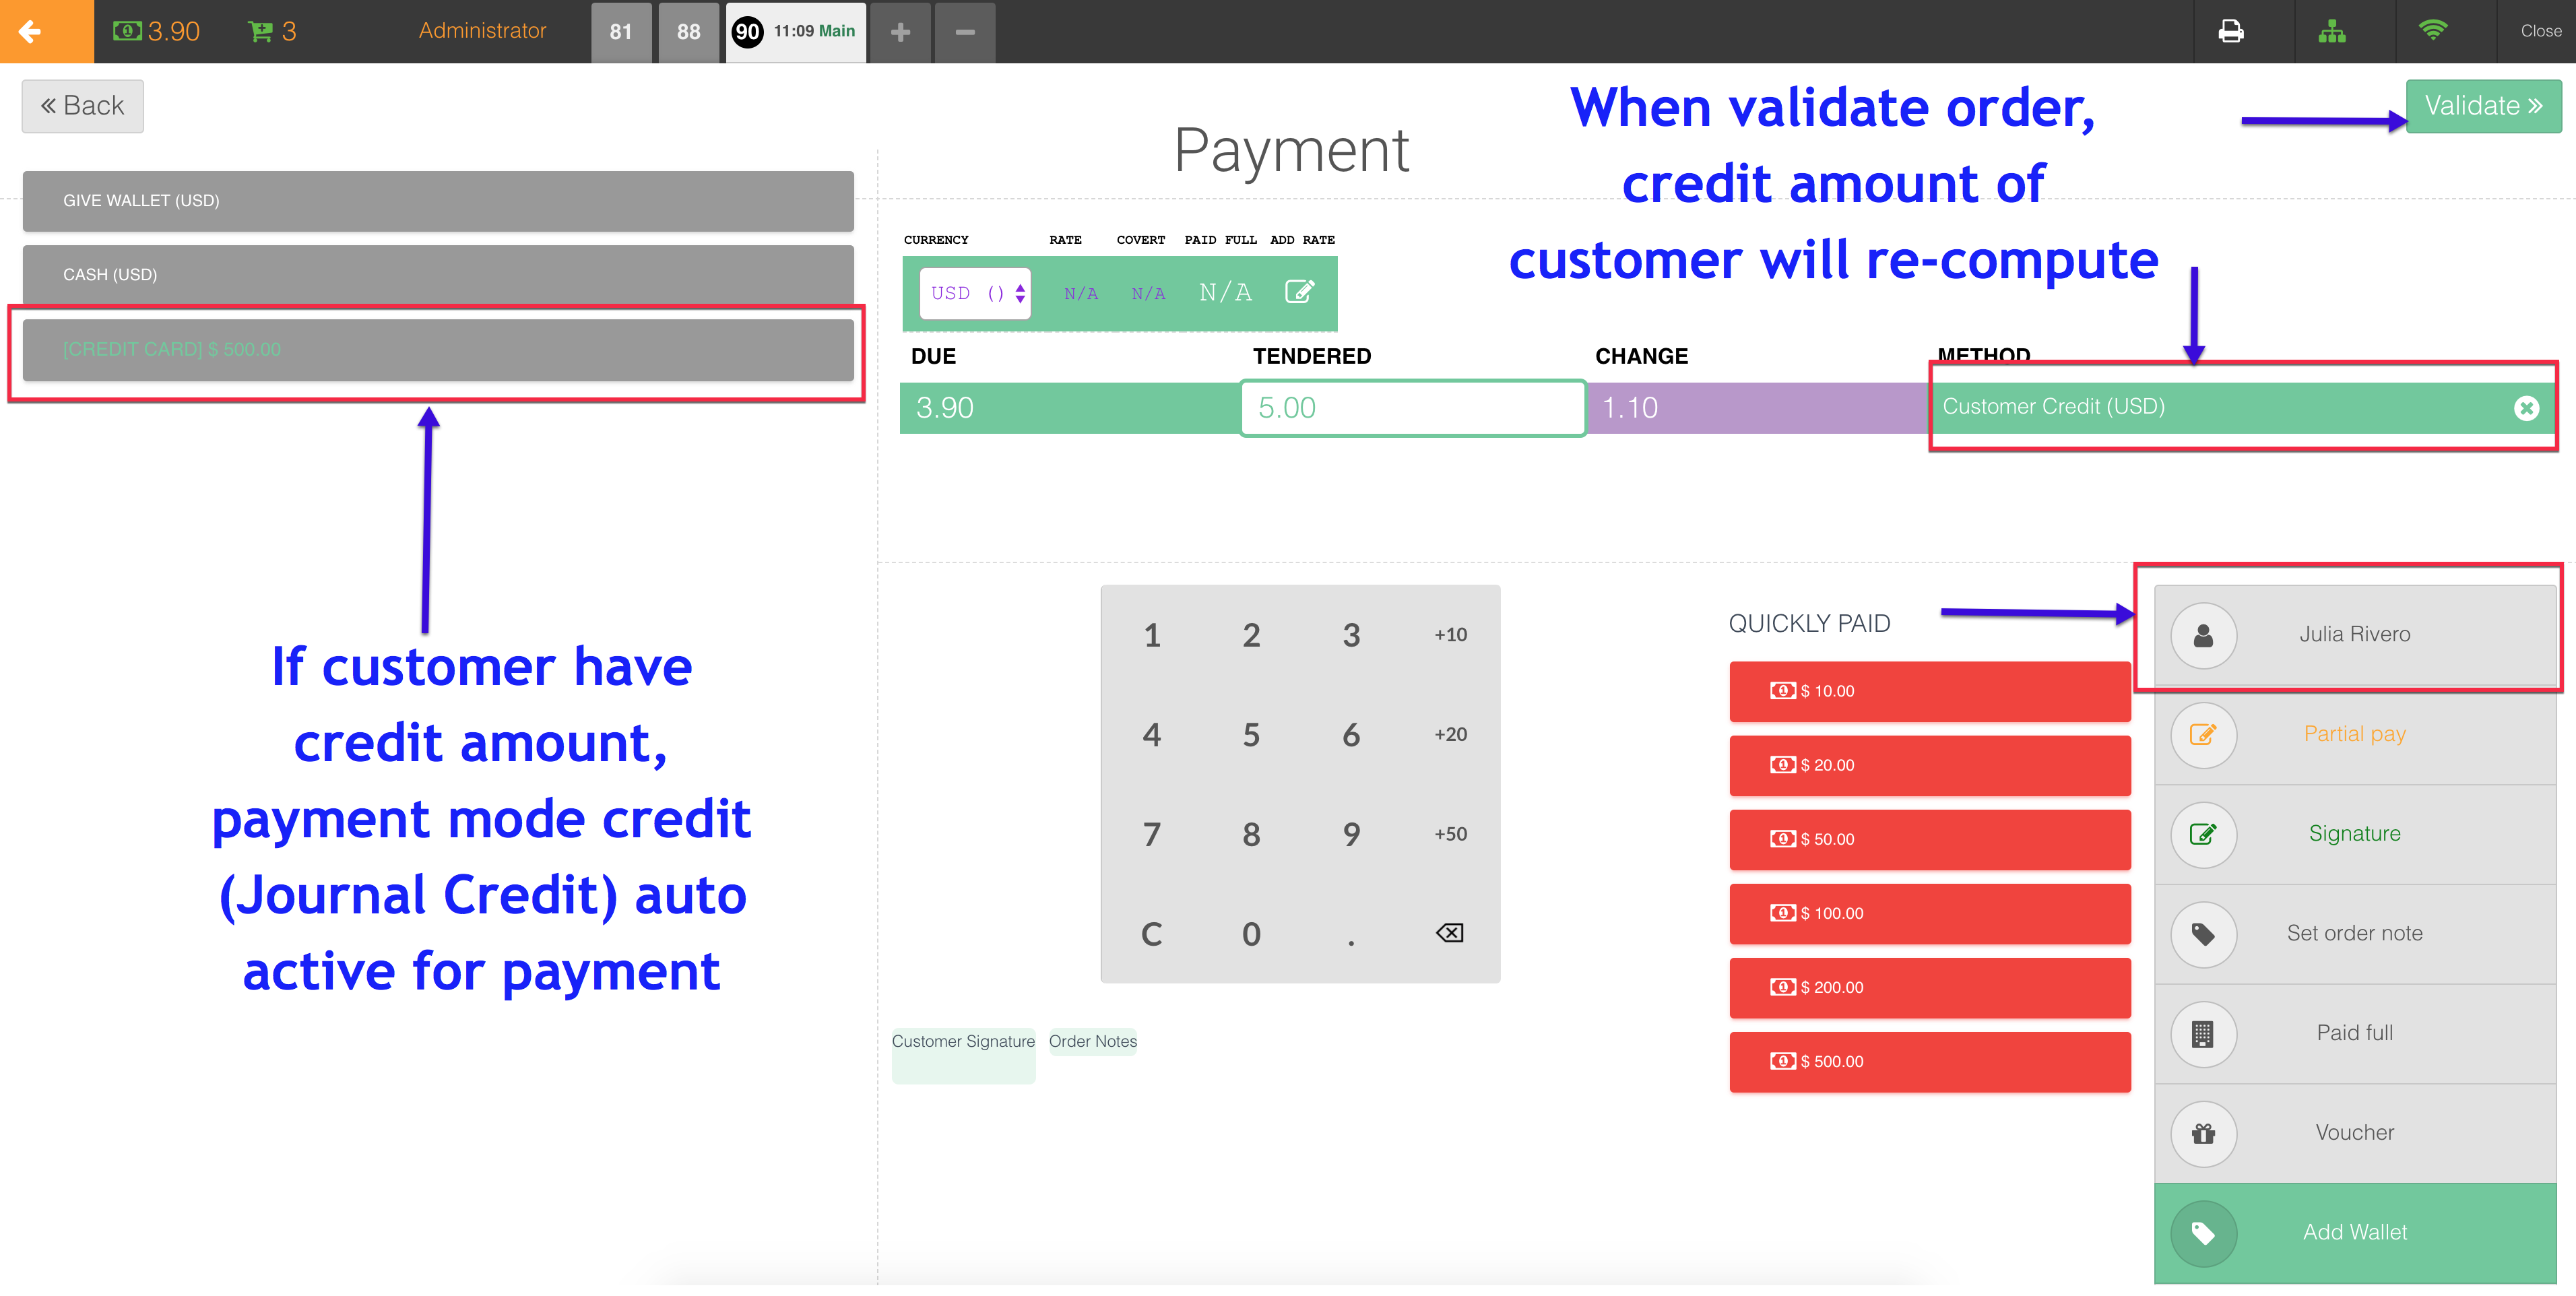 3.90
3
Administrator
81
88
90 11:09 Main
Close
Back
Payment
When validate order,
credit amount of
customer will re-compute
Validate
GIVE WALLET (USD)
CASH (USD)
[CREDIT CARD] $ 500.00
CURRENCY RATE COVERT PAID FULL ADD RATE
USD () N/A N/A N/A
DUE TENDERED CHANGE METHOD
3.90 5.00 1.10 Customer Credit (USD)
If customer have
credit amount,
payment mode credit
(Journal Credit) auto
active for payment
1 2 3 +10
4 5 6 +20
7 8 9 +50
C 0 .
Customer Signature
Order Notes
QUICKLY PAID
$ 10.00
$ 20.00
$ 50.00
$ 100.00
$ 200.00
$ 500.00
Julia Rivero
Partial pay
Signature
Set order note
Paid full
Voucher
Add Wallet